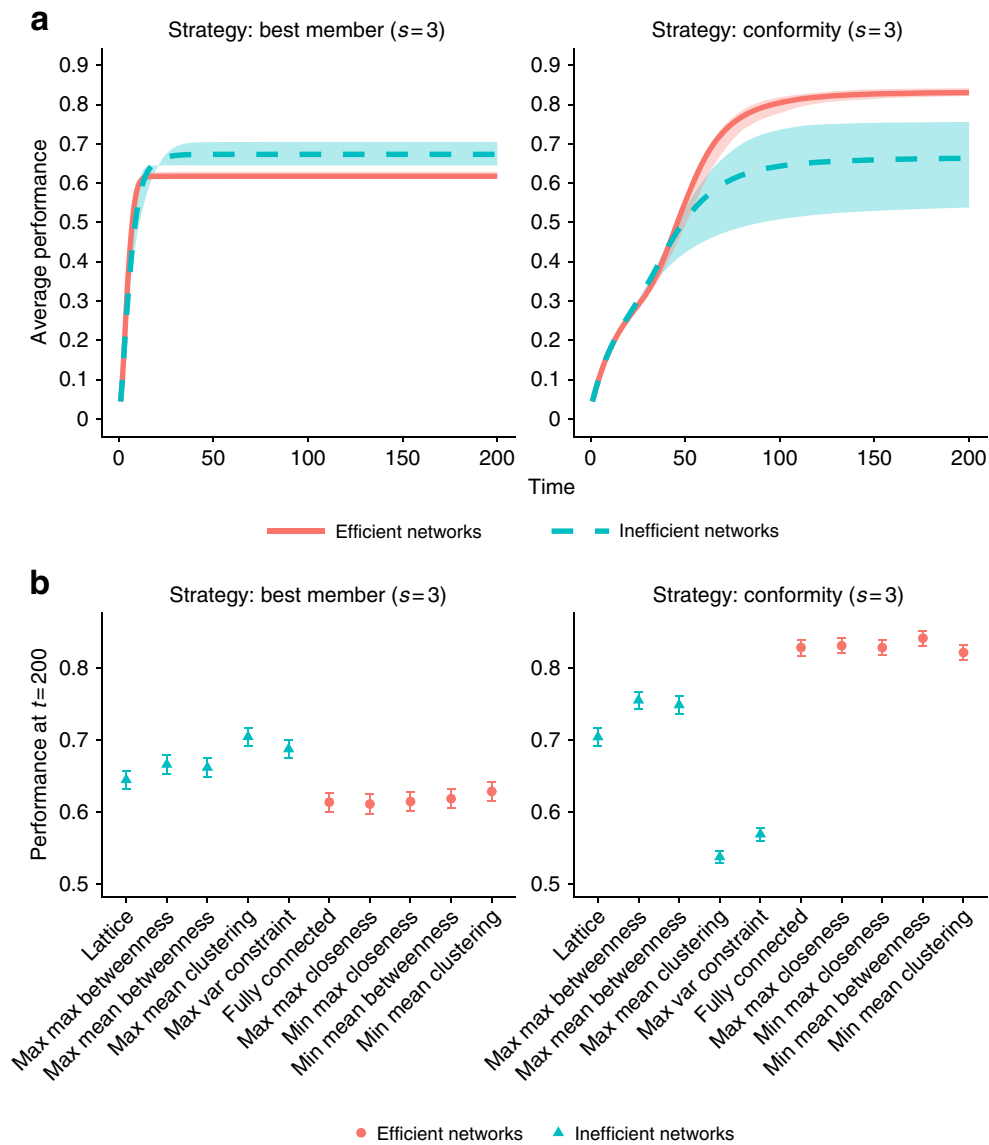 a
Strategy: best member (s=3)
Strategy: conformity (s=3)
Average performance
0.9
0.8
0.7
0.6
0.5
0.4
0.3
0.2
0.1
0
0 50 100 150 200
0.9
0.8
0.7
0.6
0.5
0.4
0.3
0.2
0.1
0
0 50 100 150 200
Time
Efficient networks
Inefficient networks
b
Strategy: best member (s=3)
Strategy: conformity (s=3)
Performance at t=200
0.8
0.7
0.6
0.5
Lattice
Max max betweenness
Max mean betweenness
Max mean clustering
Max var constraint
Fully connected
Max max closeness
Min max closeness
Min mean betweenness
Min mean clustering
0.8
0.7
0.6
0.5
Lattice
Max max betweenness
Max mean betweenness
Max mean clustering
Max var constraint
Fully connected
Max max closeness
Min max closeness
Min mean betweenness
Min mean clustering
Efficient networks
Inefficient networks